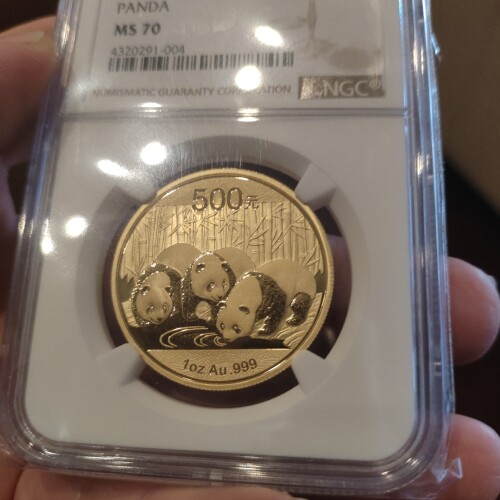 PANDA
MS 70
4320291-004
NUMISMATIC GUARANTY CORPORATION
NGC
500元
1oz Au .999